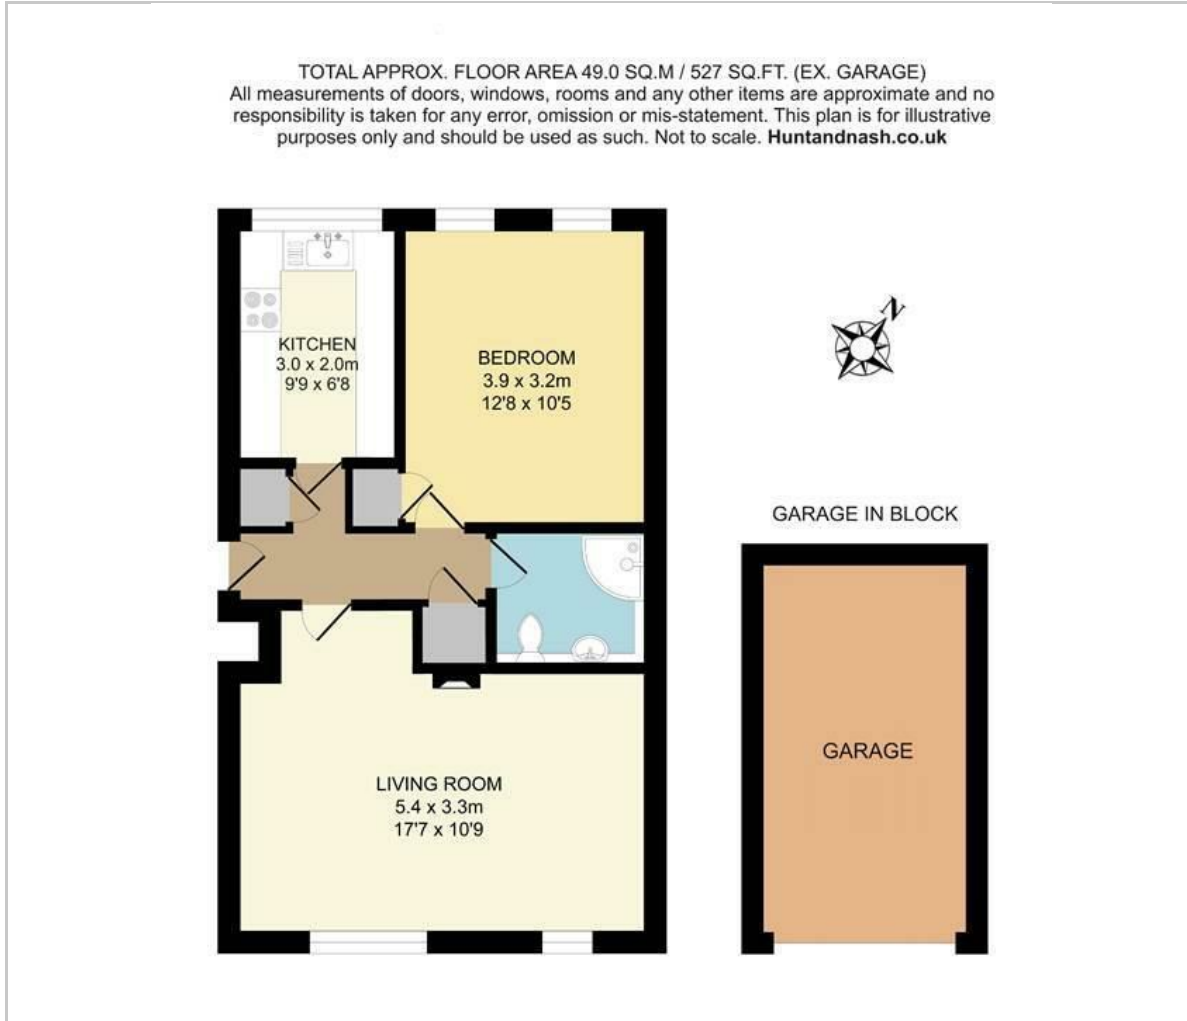 TOTAL APPROX. FLOOR AREA 49.0 SQ.M / 527 SQ.FT. (EX. GARAGE)
All measurements of doors, windows, rooms and any other items are approximate and no
responsibility is taken for any error, omission or mis-statement. This plan is for illustrative
purposes only and should be used as such. Not to scale. Huntandnash.co.uk
N
KITCHEN
3.0 x 2.0m
9'9 x 6'8
BEDROOM
3.9 x 3.2m
12'8 x 10'5
GARAGE IN BLOCK
GARAGE
LIVING ROOM
5.4 x 3.3m
17'7 x 10'9